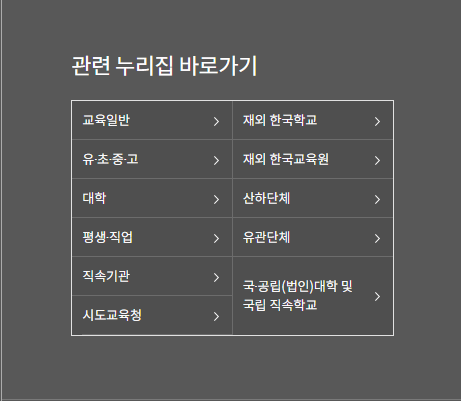 관련 누리집 바로가기
교육일반
재외 한국학교
유·초·중·고
재외 한국교육원
대학
산하단체
평생·직업
유관단체
직속기관
시도교육청
국·공립(법인)대학 및
국립 직속학교